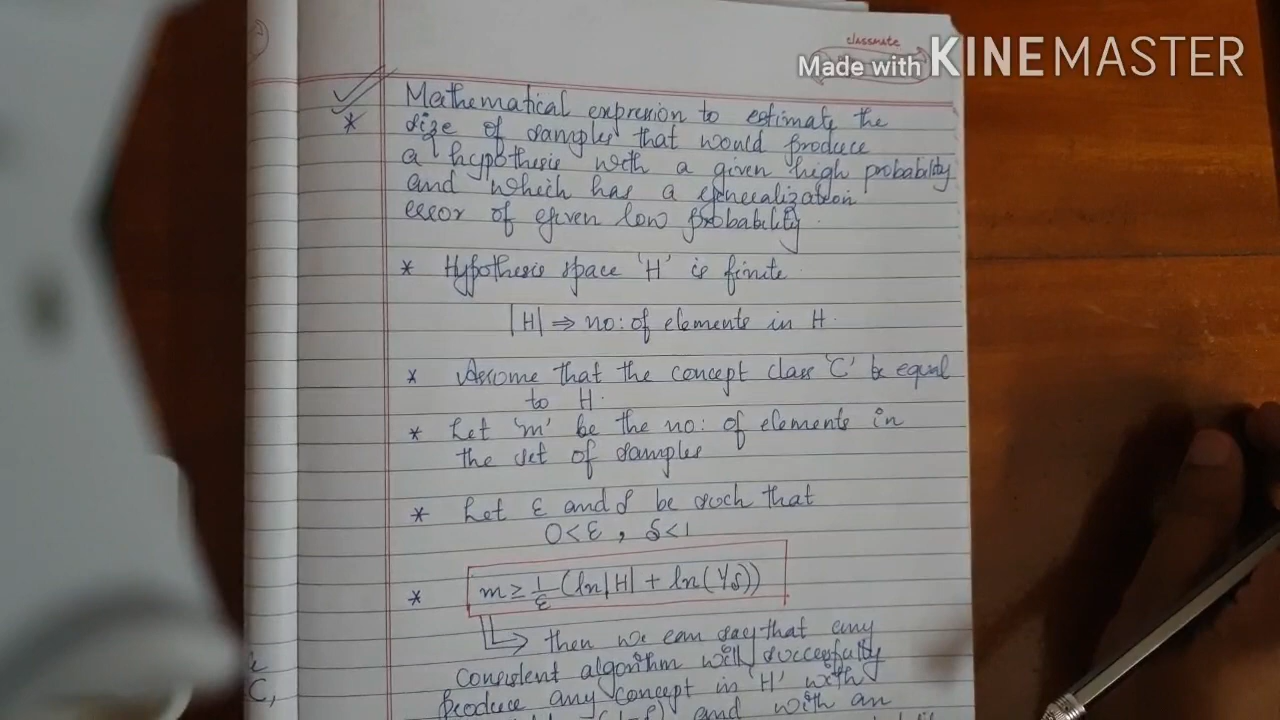 classmate
Made with KINEMASTER
Mathematical expression to estimate the
* size of samples that would produce
a hypothesis with a given high probability
and which has a generalization
error of given low probability.
* Hypothesis space 'H' is finite
|H| ⇒ no: of elements in H.
* Assume that the concept class 'C' be equal
to H.
* Let 'm' be the no: of elements in
the set of samples
* Let ε and δ be such that
0<ε, δ<1
* m ≥ 1/ε (ln|H| + ln(1/δ))
then we can say that any
consistent algorithm will successfully
produce any concept in 'H' with
(1-δ) and with an
C,